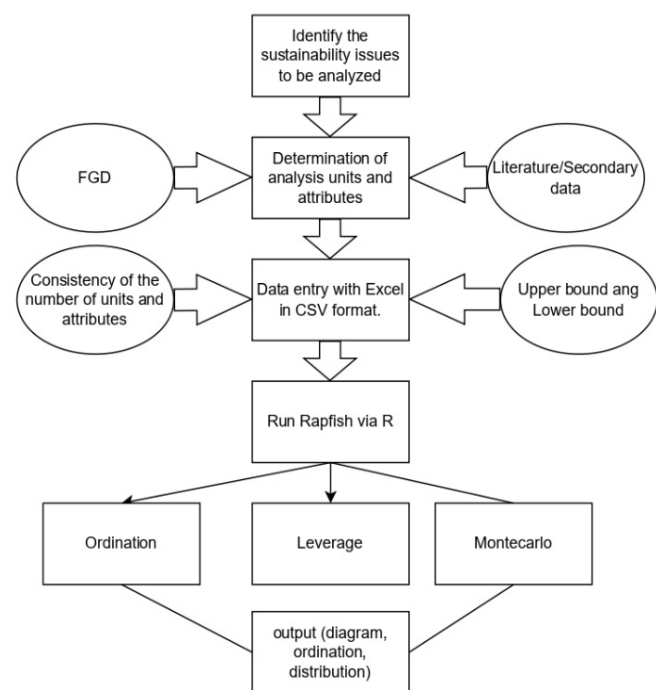 Identify the
sustainability issues
to be analyzed
FGD
Determination of
analysis units and
attributes
Literature/Secondary
data
Consistency of the
number of units and
attributes
Data entry with Excel
in CSV format.
Upper bound ang
Lower bound
Run Rapfish via R
Ordination
Leverage
Montecarlo
output (diagram,
ordination,
distribution)